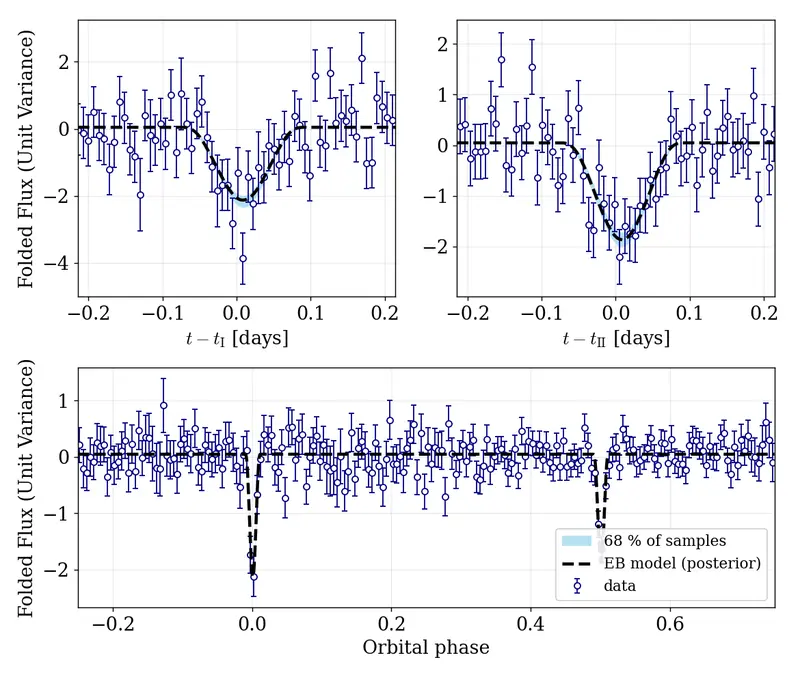 Folded Flux (Unit Variance)
2
0
−2
−4
−0.2 −0.1 0.0 0.1 0.2
t − tI [days]
2
1
0
−1
−2
−0.2 −0.1 0.0 0.1 0.2
t − tII [days]
Folded Flux (Unit Variance)
1
0
−1
−2
68 % of samples
EB model (posterior)
data
−0.2 0.0 0.2 0.4 0.6
Orbital phase